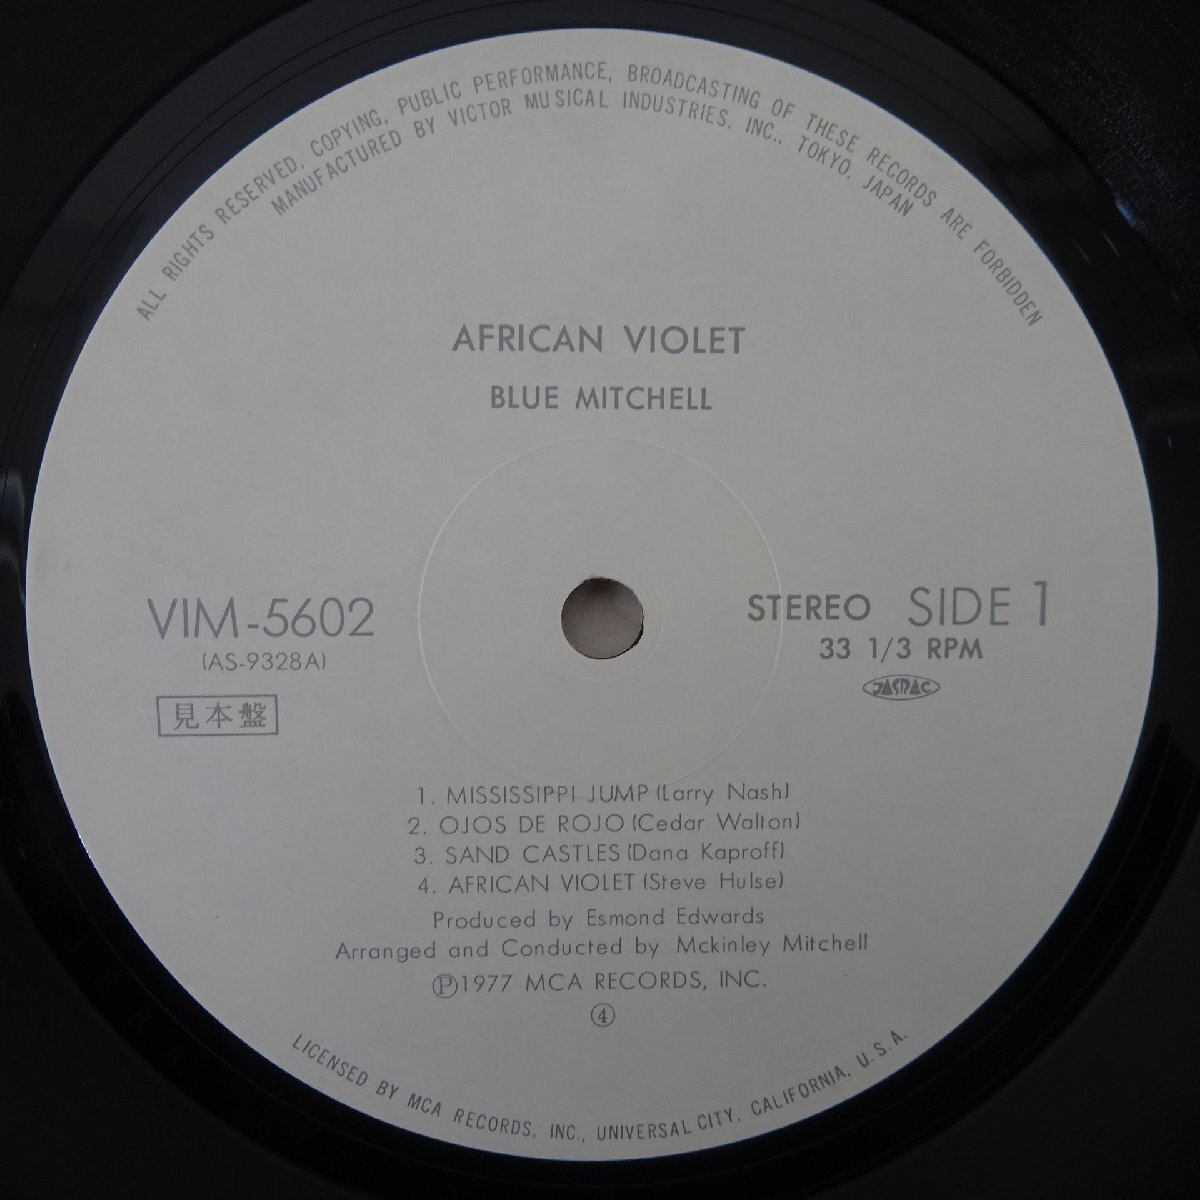 ALL RIGHTS RESERVED, COPYING, PUBLIC PERFORMANCE, BROADCASTING OF THESE RECORDS ARE FORBIDDEN
MANUFACTURED BY VICTOR MUSICAL INDUSTRIES, INC., TOKYO, JAPAN
AFRICAN VIOLET
BLUE MITCHELL
VIM-5602
(AS-9328A)
見本盤
STEREO SIDE 1
33 1/3 RPM
JASRAC
1. MISSISSIPPI JUMP (Larry Nash)
2. OJOS DE ROJO (Cedar Walton)
3. SAND CASTLES (Dana Kaproff)
4. AFRICAN VIOLET (Steve Hulse)
Produced by Esmond Edwards
Arranged and Conducted by Mckinley Mitchell
Ⓟ1977 MCA RECORDS, INC.
④
LICENSED BY MCA RECORDS, INC., UNIVERSAL CITY, CALIFORNIA, U.S.A.